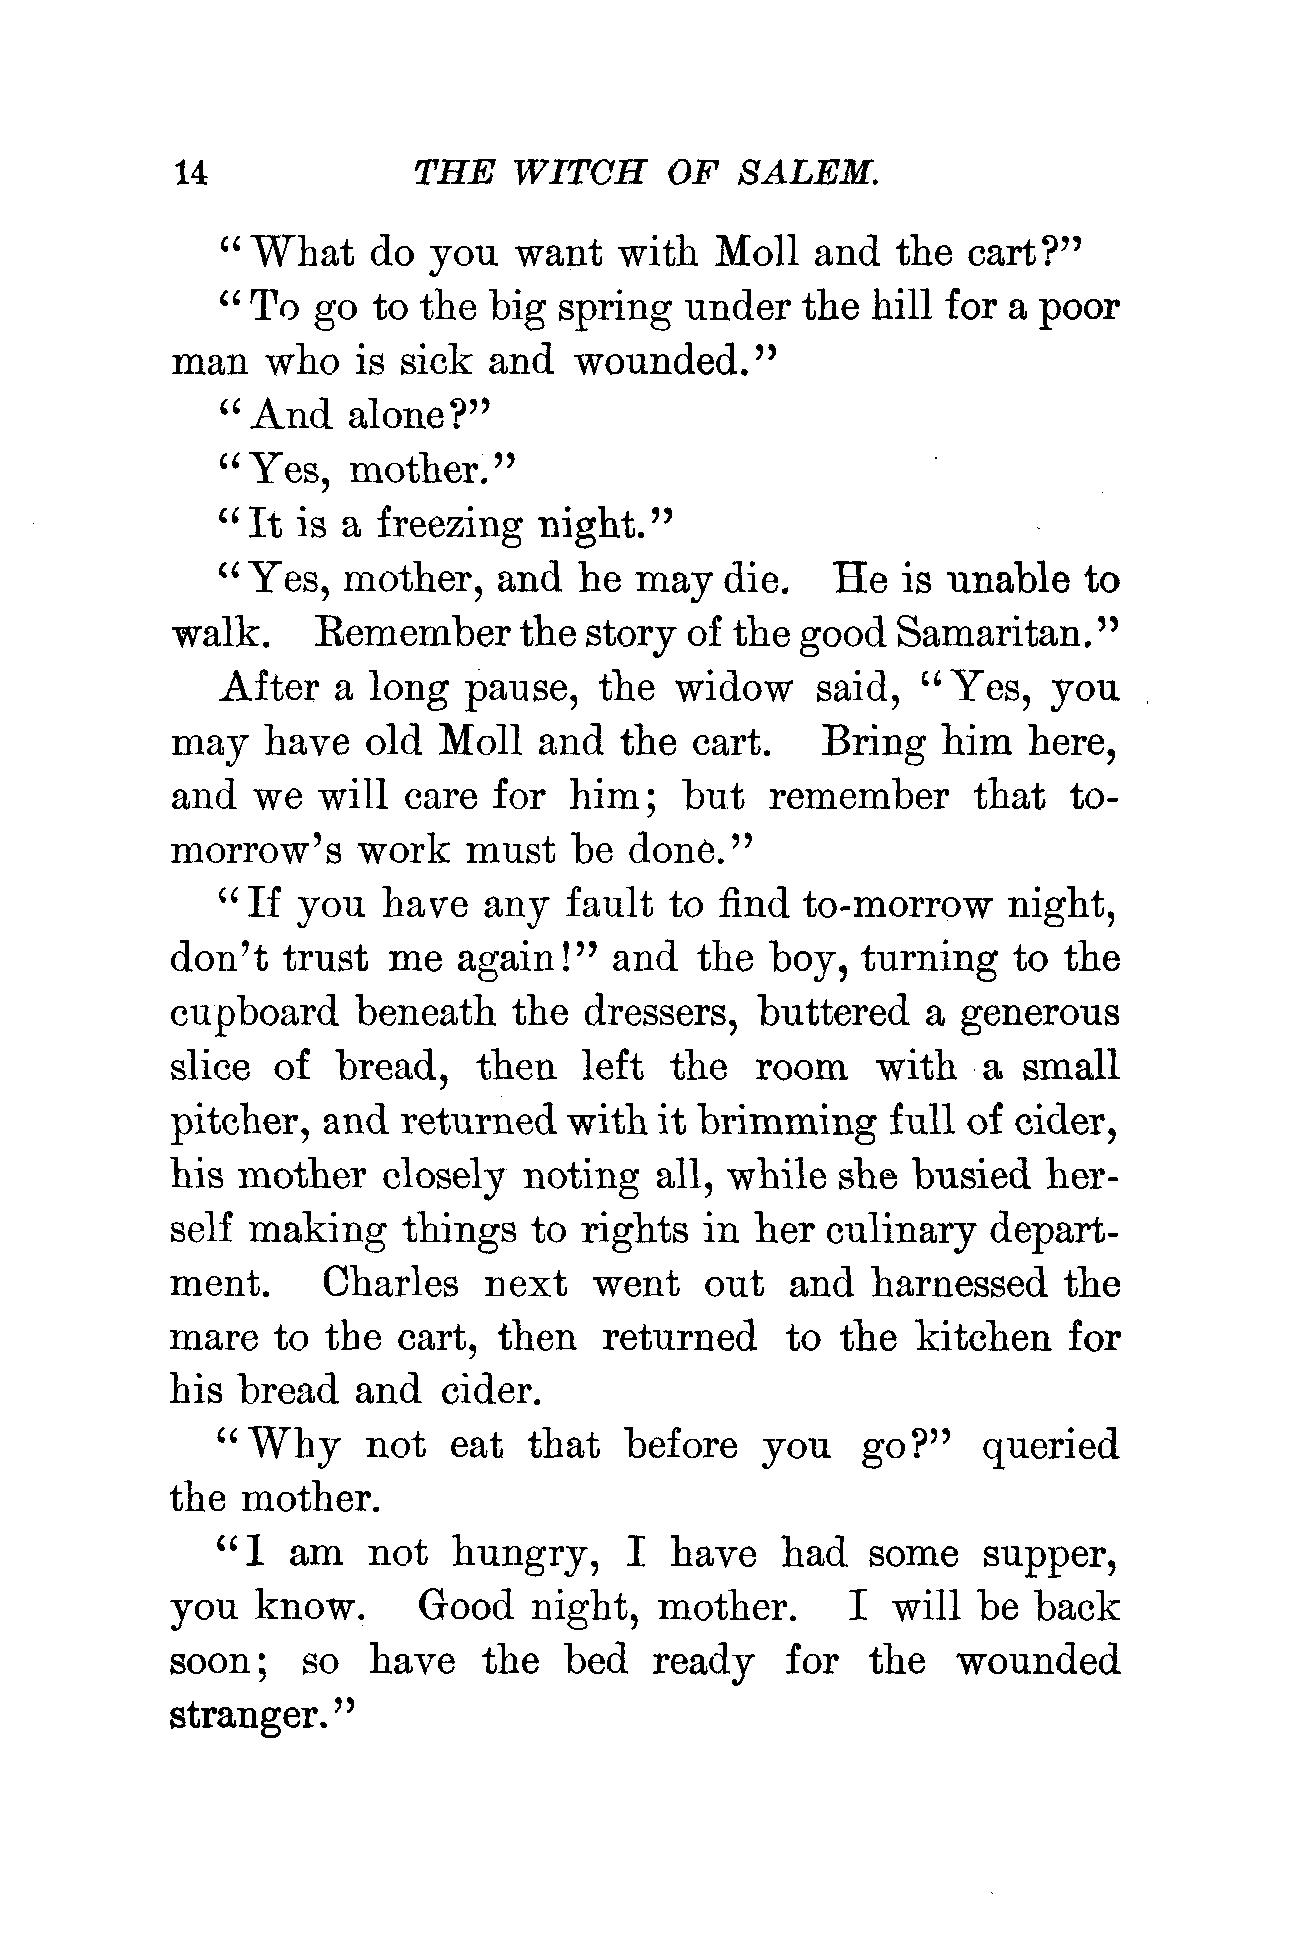 14 THE WITCH OF SALEM.
"What do you want with Moll and the cart?"
"To go to the big spring under the hill for a poor
man who is sick and wounded."
"And alone?"
"Yes, mother."
"It is a freezing night."
"Yes, mother, and he may die. He is unable to
walk. Remember the story of the good Samaritan."
After a long pause, the widow said, "Yes, you
may have old Moll and the cart. Bring him here,
and we will care for him; but remember that to-
morrow's work must be done."
"If you have any fault to find to-morrow night,
don't trust me again!" and the boy, turning to the
cupboard beneath the dressers, buttered a generous
slice of bread, then left the room with a small
pitcher, and returned with it brimming full of cider,
his mother closely noting all, while she busied her-
self making things to rights in her culinary depart-
ment. Charles next went out and harnessed the
mare to the cart, then returned to the kitchen for
his bread and cider.
"Why not eat that before you go?" queried
the mother.
"I am not hungry, I have had some supper,
you know. Good night, mother. I will be back
soon; so have the bed ready for the wounded
stranger."